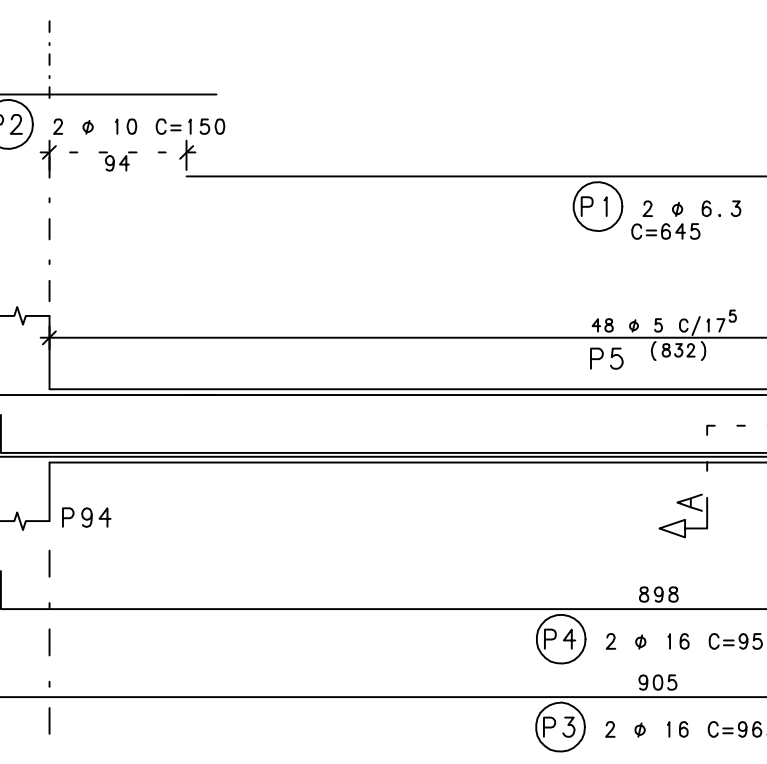 P2 2 ø 10 C=150
94
P1 2 ø 6.3
C=645
48 ø 5 C/17⁵
P5 (832)
A
P94
898
P4 2 ø 16 C=95
905
P3 2 ø 16 C=96